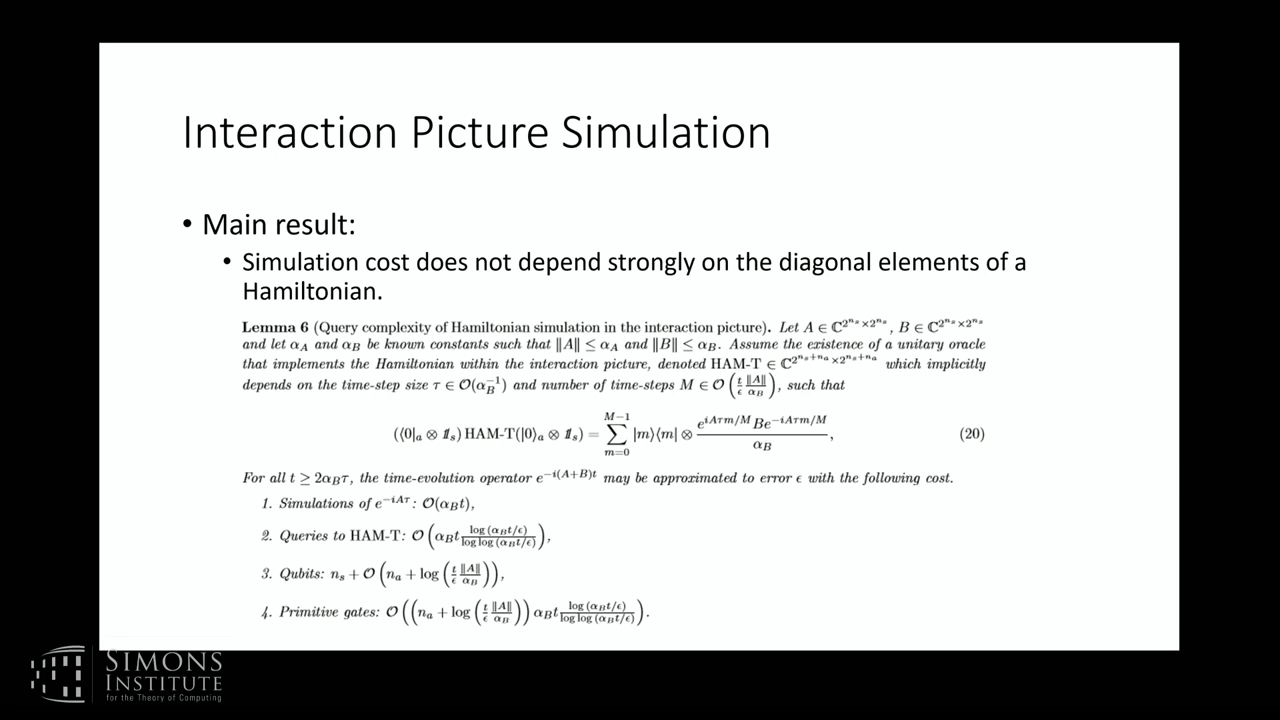 Interaction Picture Simulation
• Main result:
• Simulation cost does not depend strongly on the diagonal elements of a
Hamiltonian.
Lemma 6 (Query complexity of Hamiltonian simulation in the interaction picture). Let A ∈ ℂ^{2^{n_s}×2^{n_s}}, B ∈ ℂ^{2^{n_s}×2^{n_s}}
and let α_A and α_B be known constants such that ‖A‖ ≤ α_A and ‖B‖ ≤ α_B. Assume the existence of a unitary oracle
that implements the Hamiltonian within the interaction picture, denoted HAM-T ∈ ℂ^{2^{n_s+n_a}×2^{n_s+n_a}} which implicitly
depends on the time-step size τ ∈ 𝒪(α_B^{-1}) and number of time-steps M ∈ 𝒪(t/ϵ ‖A‖/α_B), such that
(⟨0|_a ⊗ 𝟙_s) HAM-T(|0⟩_a ⊗ 𝟙_s) = ∑_{m=0}^{M−1} |m⟩⟨m| ⊗ e^{iAτm/M} B e^{−iAτm/M} / α_B, (20)
For all t ≥ 2α_Bτ, the time-evolution operator e^{−i(A+B)t} may be approximated to error ϵ with the following cost.
1. Simulations of e^{−iAτ}: 𝒪(α_Bt),
2. Queries to HAM-T: 𝒪(α_Bt log (α_Bt/ϵ) / log log (α_Bt/ϵ)),
3. Qubits: n_s + 𝒪(n_a + log(t/ϵ ‖A‖/α_B)),
4. Primitive gates: 𝒪((n_a + log(t/ϵ ‖A‖/α_B)) α_Bt log (α_Bt/ϵ) / log log (α_Bt/ϵ)).
SIMONS
INSTITUTE
for the Theory of Computing